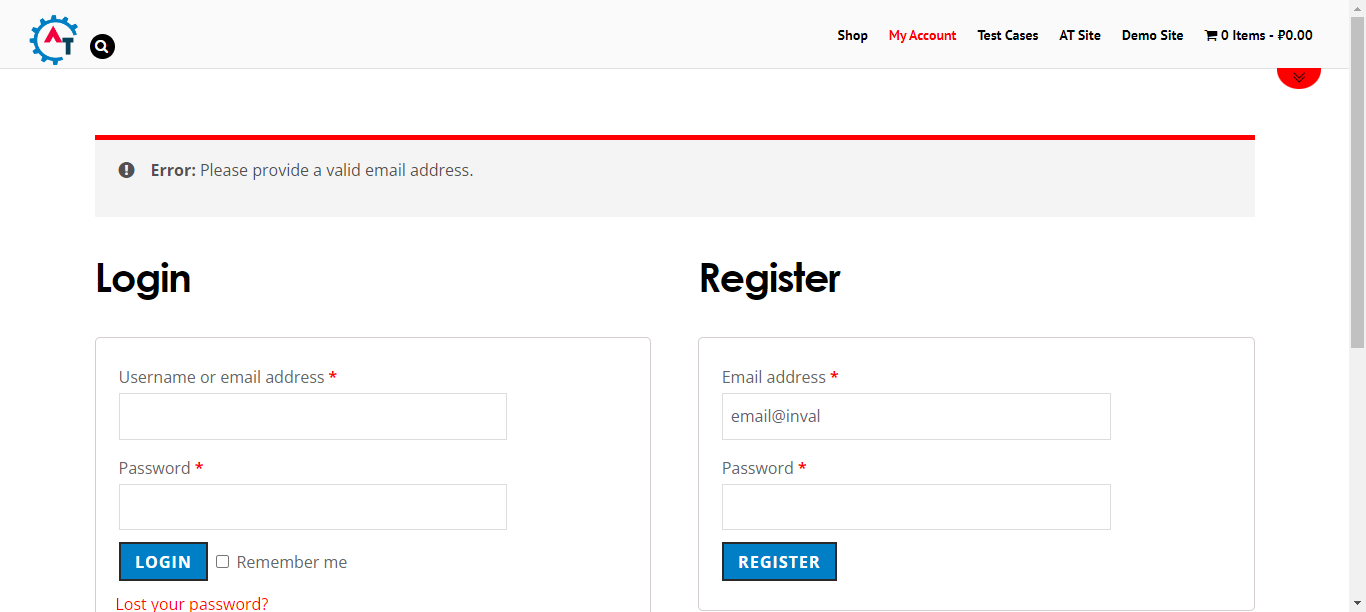 AT
Shop
My Account
Test Cases
AT Site
Demo Site
0 Items - ₽0.00
Error: Please provide a valid email address.
Login
Register
Username or email address *
Email address *
email@inval
Password *
Password *
LOGIN
Remember me
REGISTER
Lost your password?